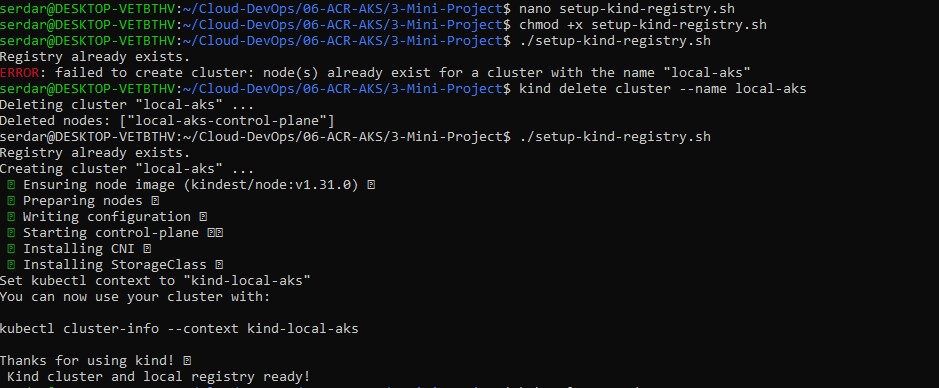 serdar@DESKTOP-VETBTHV:~/Cloud-DevOps/06-ACR-AKS/3-Mini-Project$ nano setup-kind-registry.sh
serdar@DESKTOP-VETBTHV:~/Cloud-DevOps/06-ACR-AKS/3-Mini-Project$ chmod +x setup-kind-registry.sh
serdar@DESKTOP-VETBTHV:~/Cloud-DevOps/06-ACR-AKS/3-Mini-Project$ ./setup-kind-registry.sh
Registry already exists.
ERROR: failed to create cluster: node(s) already exist for a cluster with the name "local-aks"
serdar@DESKTOP-VETBTHV:~/Cloud-DevOps/06-ACR-AKS/3-Mini-Project$ kind delete cluster --name local-aks
Deleting cluster "local-aks" ...
Deleted nodes: ["local-aks-control-plane"]
serdar@DESKTOP-VETBTHV:~/Cloud-DevOps/06-ACR-AKS/3-Mini-Project$ ./setup-kind-registry.sh
Registry already exists.
Creating cluster "local-aks" ...
Ensuring node image (kindest/node:v1.31.0)
Preparing nodes
Writing configuration
Starting control-plane
Installing CNI
Installing StorageClass
Set kubectl context to "kind-local-aks"
You can now use your cluster with:
kubectl cluster-info --context kind-local-aks
Thanks for using kind!
Kind cluster and local registry ready!